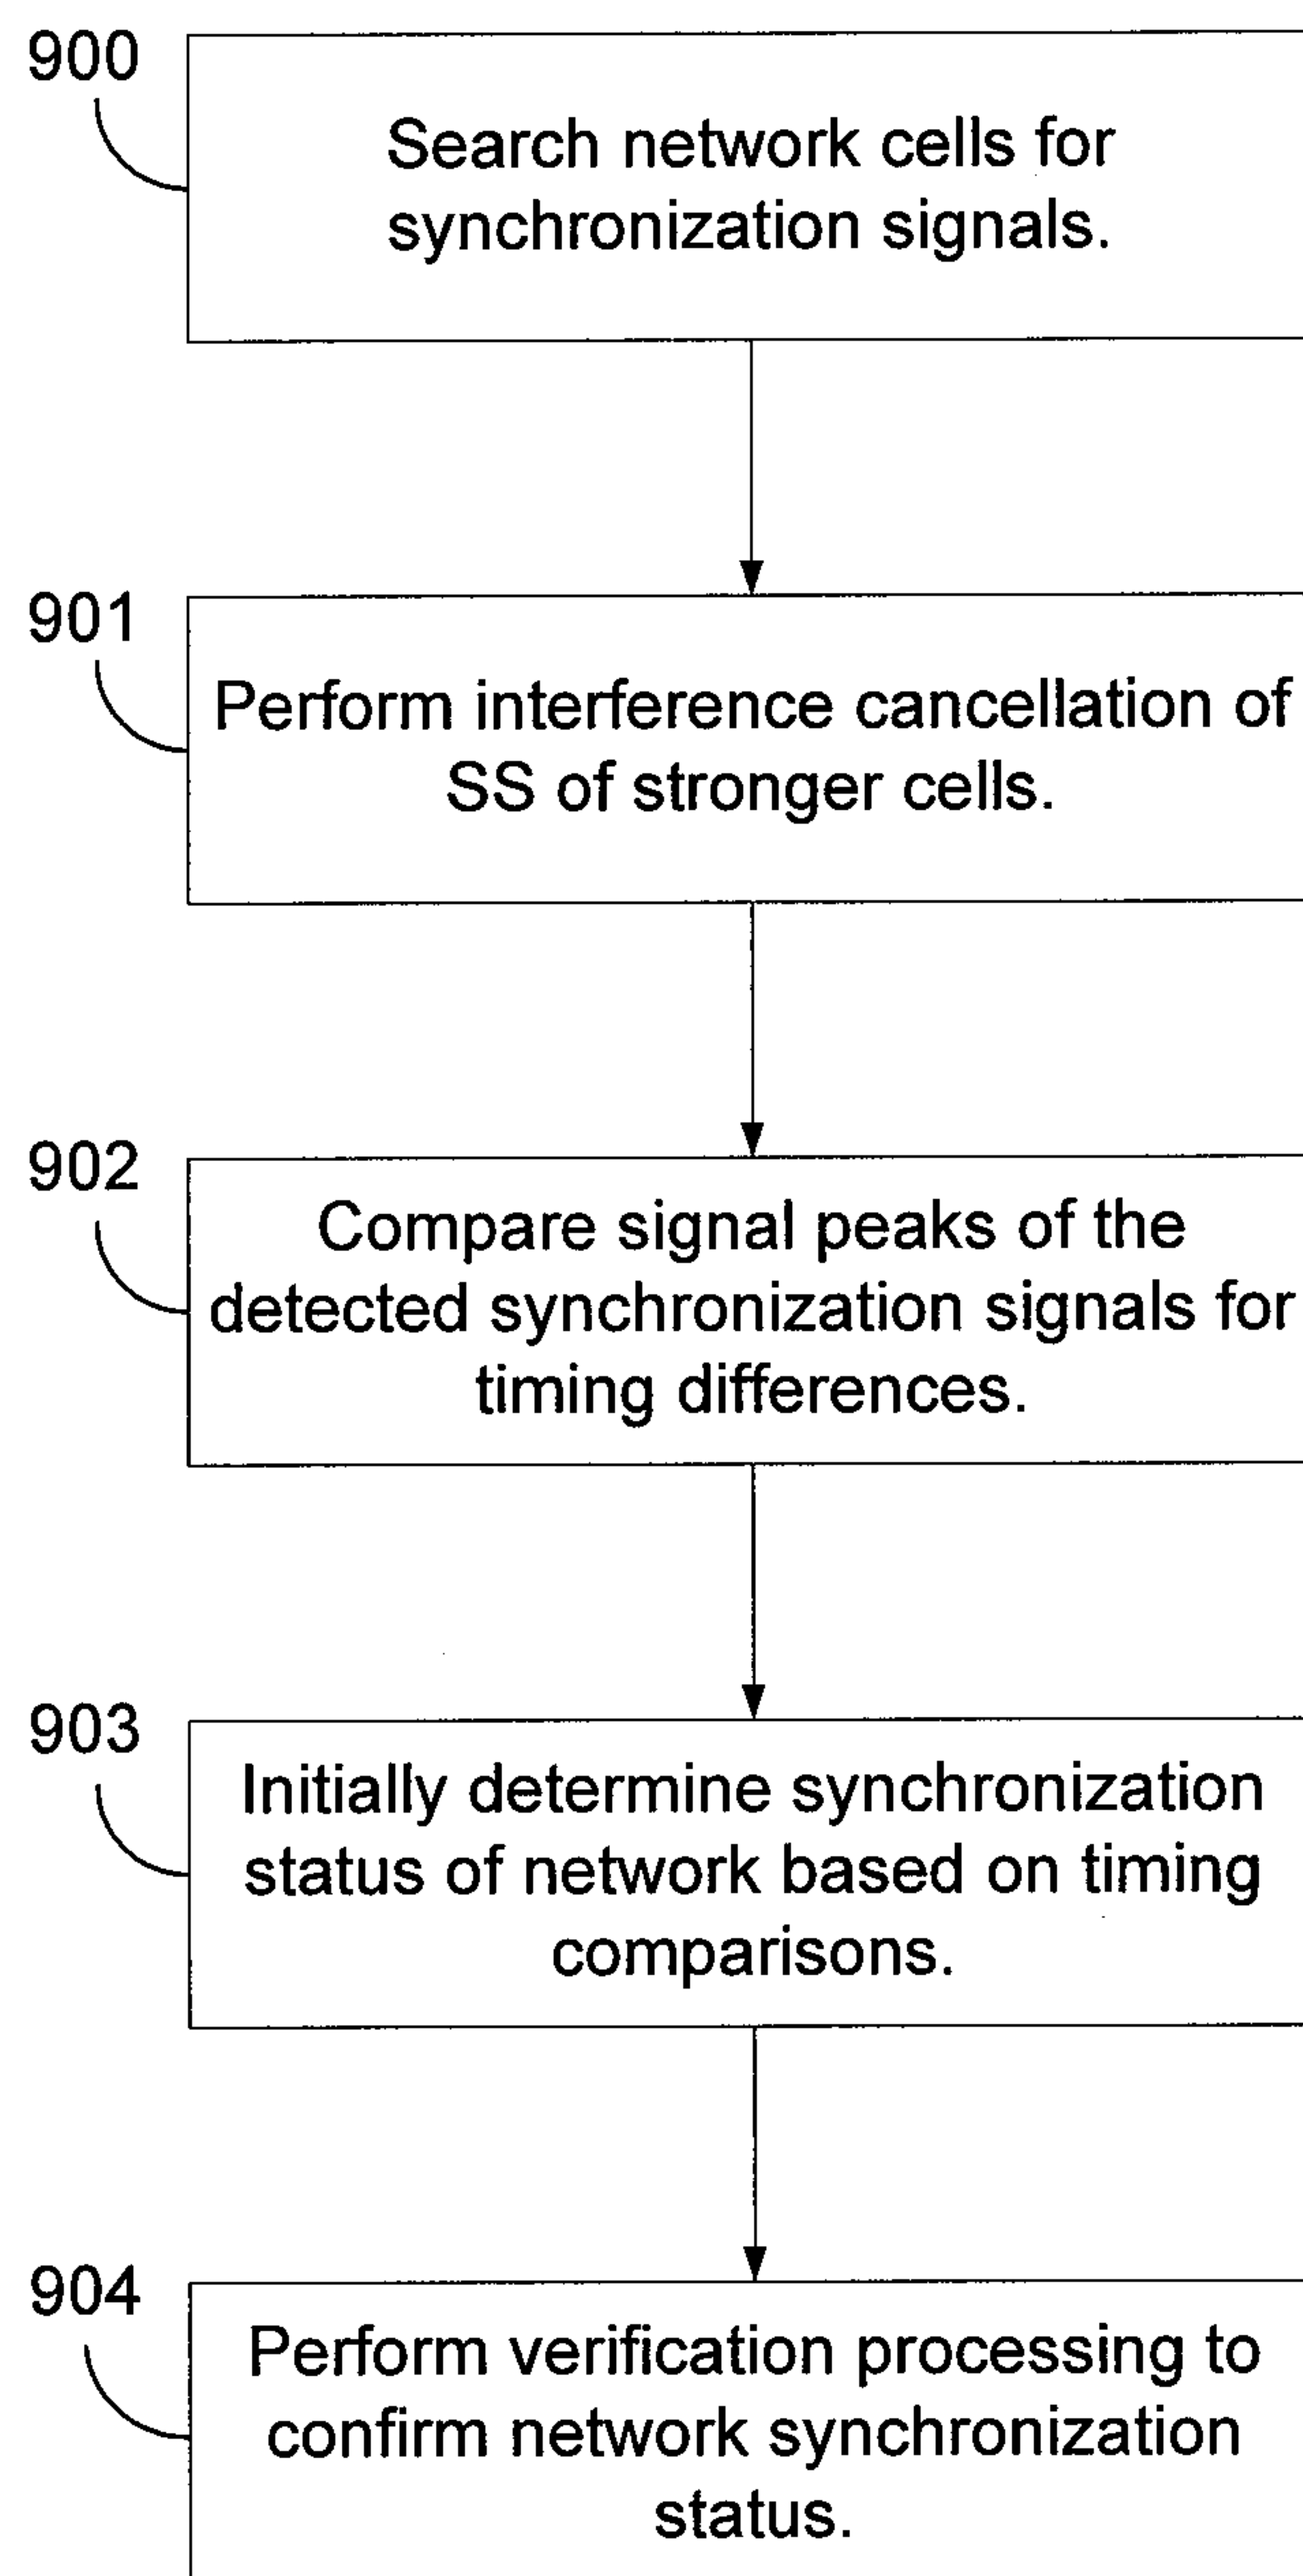 900
Search network cells for
synchronization signals.
901
Perform interference cancellation of
SS of stronger cells.
902
Compare signal peaks of the
detected synchronization signals for
timing differences.
903
Initially determine synchronization
status of network based on timing
comparisons.
904
Perform verification processing to
confirm network synchronization
status.